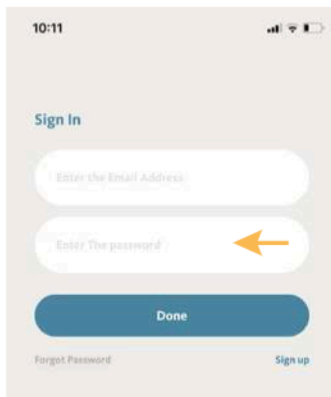 10:11
Sign In
Enter the Email Address
Enter The password
Done
Forgot Password
Sign up